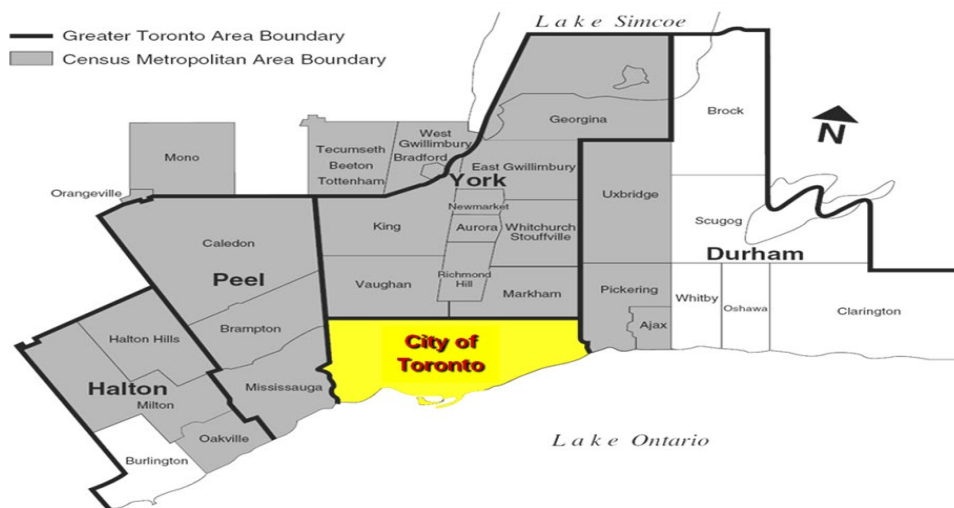 Lake Simcoe
Greater Toronto Area Boundary
Census Metropolitan Area Boundary
Brock
Georgina
N
Mono
Tecumseth
Beeton
Tottenham
West
Gwillimbury
Bradford
East Gwillimbury
York
Orangeville
Uxbridge
Newmarket
King
Aurora
Whitchurch
Stouffville
Scugog
Durham
Caledon
Peel
Vaughan
Richmond
Hill
Markham
Pickering
Whitby
Oshawa
Clarington
Ajax
Brampton
Halton Hills
City of
Toronto
Halton
Milton
Mississauga
Oakville
Burlington
Lake Ontario